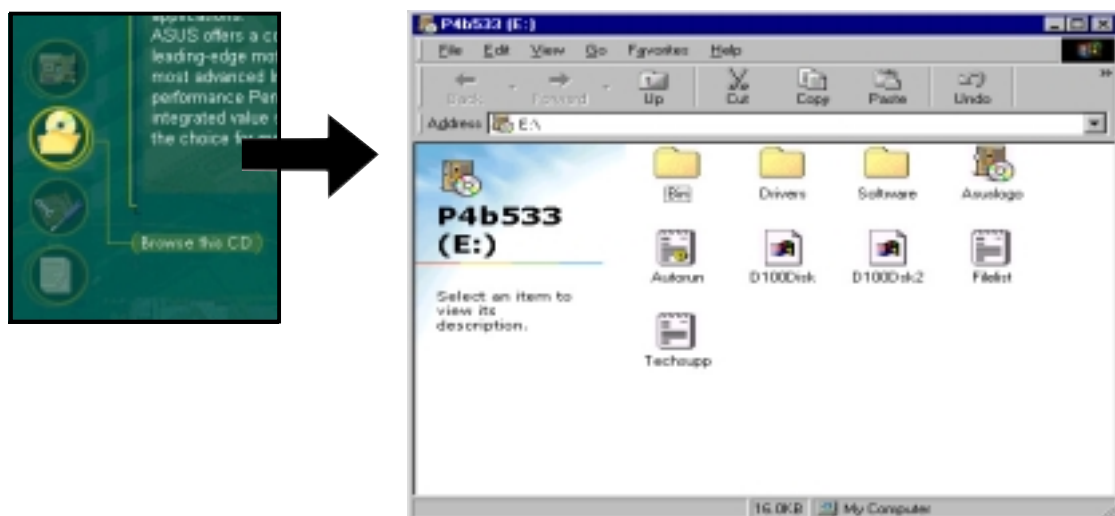 applications.
ASUS offers a c
leading-edge mot
most advanced I
performance Pen
integrated value s
the choice for m
Browse this CD
P4b533 (E:)
File Edit View Go Favorites Help
Back Forward Up Cut Copy Paste Undo
Address E:\
P4b533
(E:)
Select an item to
view its
description.
Bin Drivers Software Asuslogo
Autorun D100Disk D100Dsk2 Filelist
Techsupp
16.0KB My Computer